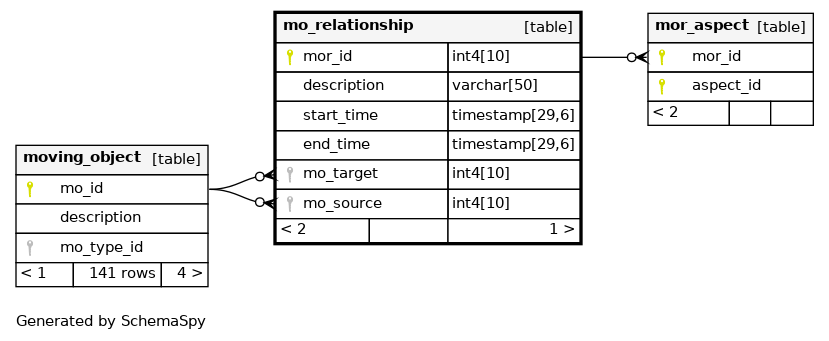 mo_relationship [table]
mor_id int4[10]
description varchar[50]
start_time timestamp[29,6]
end_time timestamp[29,6]
mo_target int4[10]
mo_source int4[10]
< 2 1 >
mor_aspect [table]
mor_id
aspect_id
< 2
moving_object [table]
mo_id
description
mo_type_id
< 1 141 rows 4 >
Generated by SchemaSpy